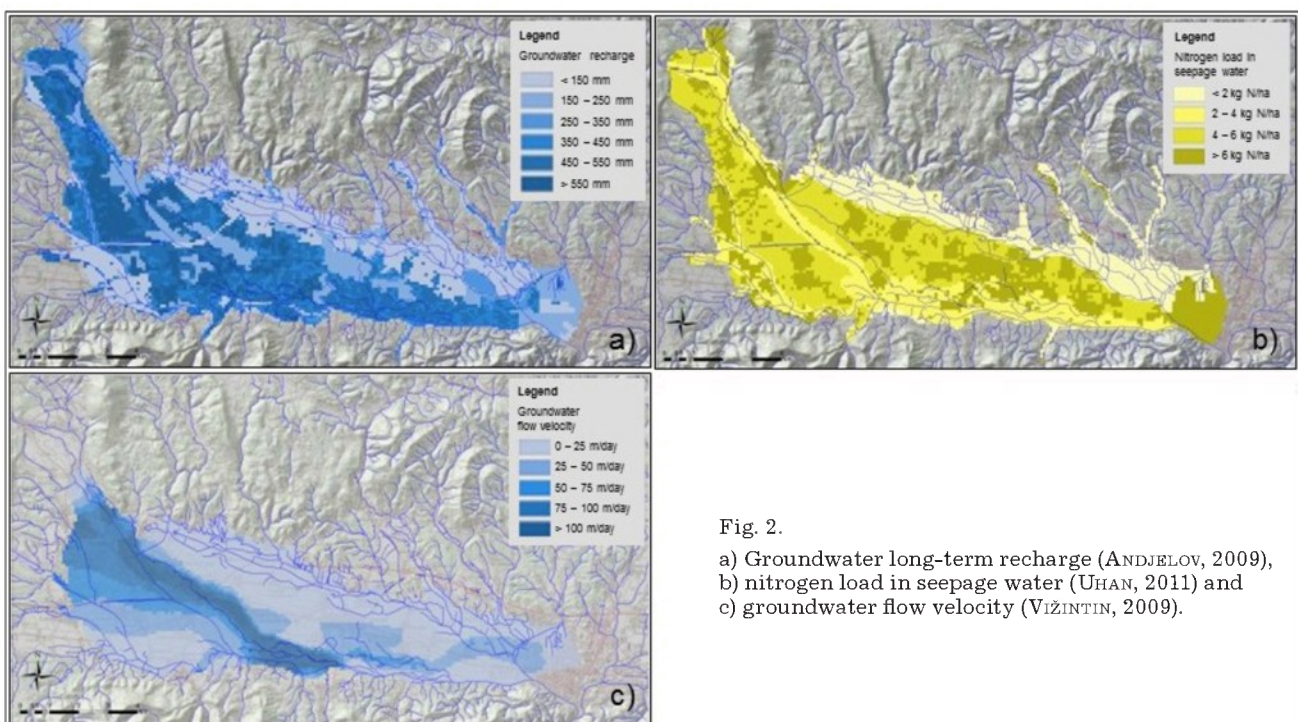 Legend
Groundwater recharge
< 150 mm
150 – 250 mm
250 – 350 mm
350 – 450 mm
450 – 550 mm
> 550 mm
a)
Legend
Nitrogen load in
seepage water
< 2 kg N/ha
2 – 4 kg N/ha
4 – 6 kg N/ha
> 6 kg N/ha
b)
Legend
Groundwater
flow velocity
0 – 25 m/day
25 – 50 m/day
50 – 75 m/day
75 – 100 m/day
> 100 m/day
c)
Fig. 2.
a) Groundwater long-term recharge (ANDJELOV, 2009),
b) nitrogen load in seepage water (UHAN, 2011) and
c) groundwater flow velocity (VIŽINTIN, 2009).